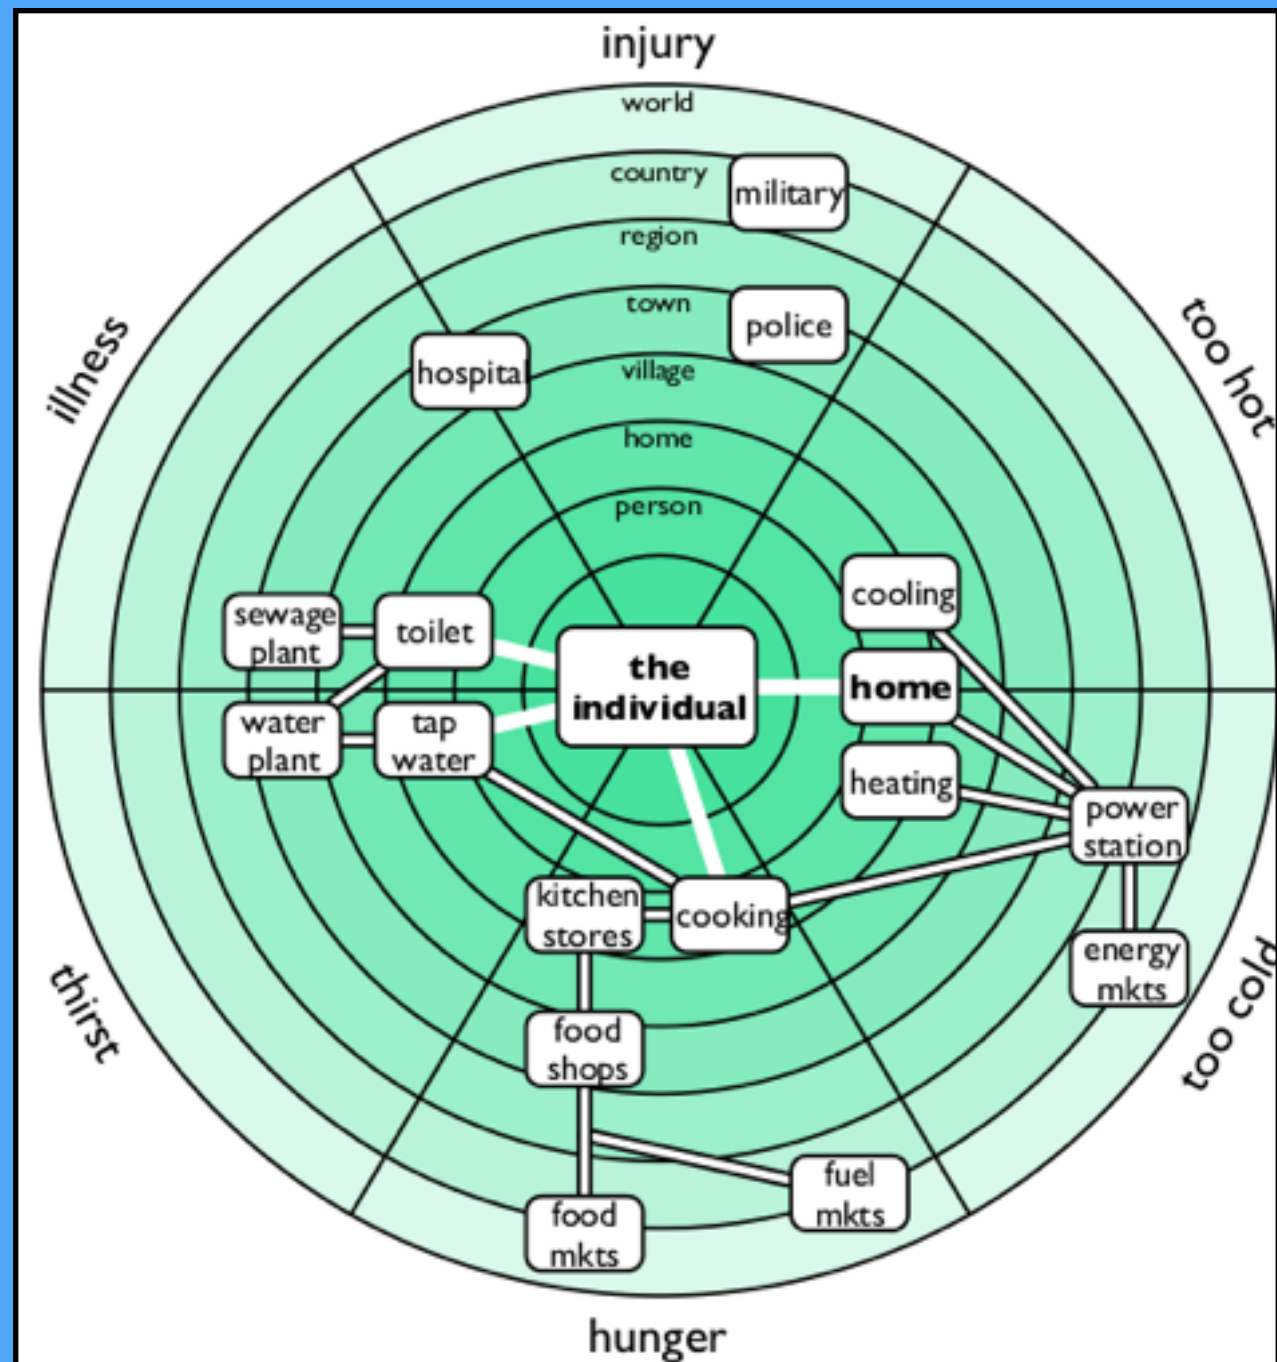 injury
world
country
military
region
town
police
village
hospital
home
person
illness
too hot
cooling
sewage
plant
toilet
the
individual
home
water
plant
tap
water
heating
power
station
kitchen
stores
cooking
energy
mkts
thirst
too cold
food
shops
fuel
mkts
food
mkts
hunger